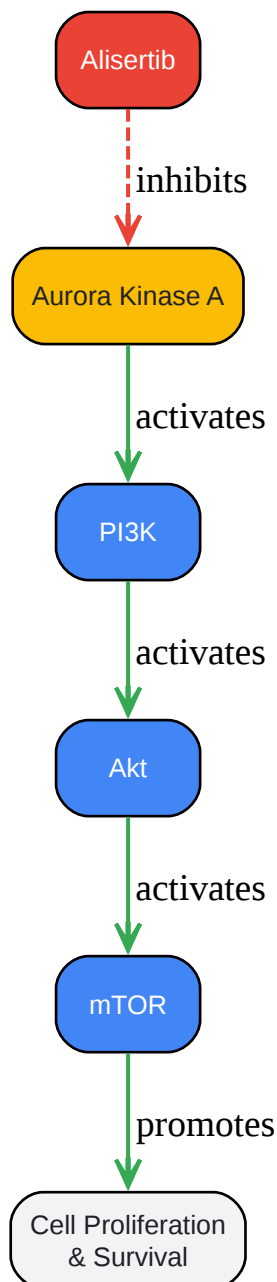 Alisertib
inhibits
Aurora Kinase A
activates
PI3K
activates
Akt
activates
mTOR
promotes
Cell Proliferation
& Survival